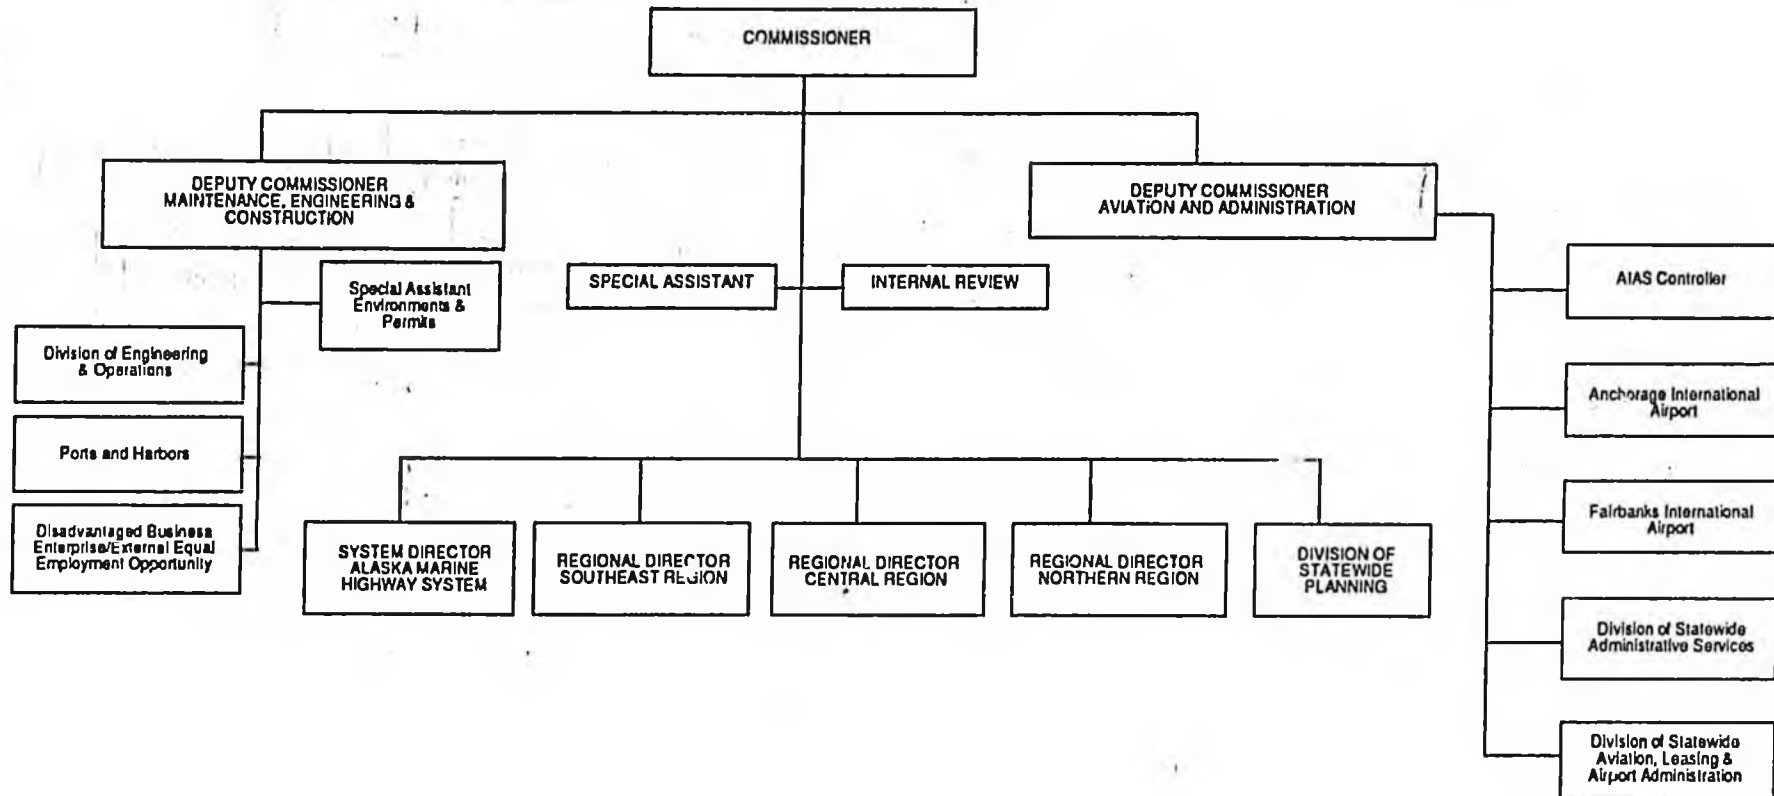 COMMISSIONER
DEPUTY COMMISSIONER
MAINTENANCE, ENGINEERING &
CONSTRUCTION
DEPUTY COMMISSIONER
AVIATION AND ADMINISTRATION
Special Assistant
Environments &
Permits
SPECIAL ASSISTANT
INTERNAL REVIEW
AIAS Controller
Division of Engineering
& Operations
Anchorage International
Airport
Ports and Harbors
Fairbanks International
Airport
Disadvantaged Business
Enterprise/External Equal
Employment Opportunity
SYSTEM DIRECTOR
ALASKA MARINE
HIGHWAY SYSTEM
REGIONAL DIRECTOR
SOUTHEAST REGION
REGIONAL DIRECTOR
CENTRAL REGION
REGIONAL DIRECTOR
NORTHERN REGION
DIVISION OF
STATEWIDE
PLANNING
Division of Statewide
Administrative Services
Division of Statewide
Aviation, Leasing &
Airport Administration